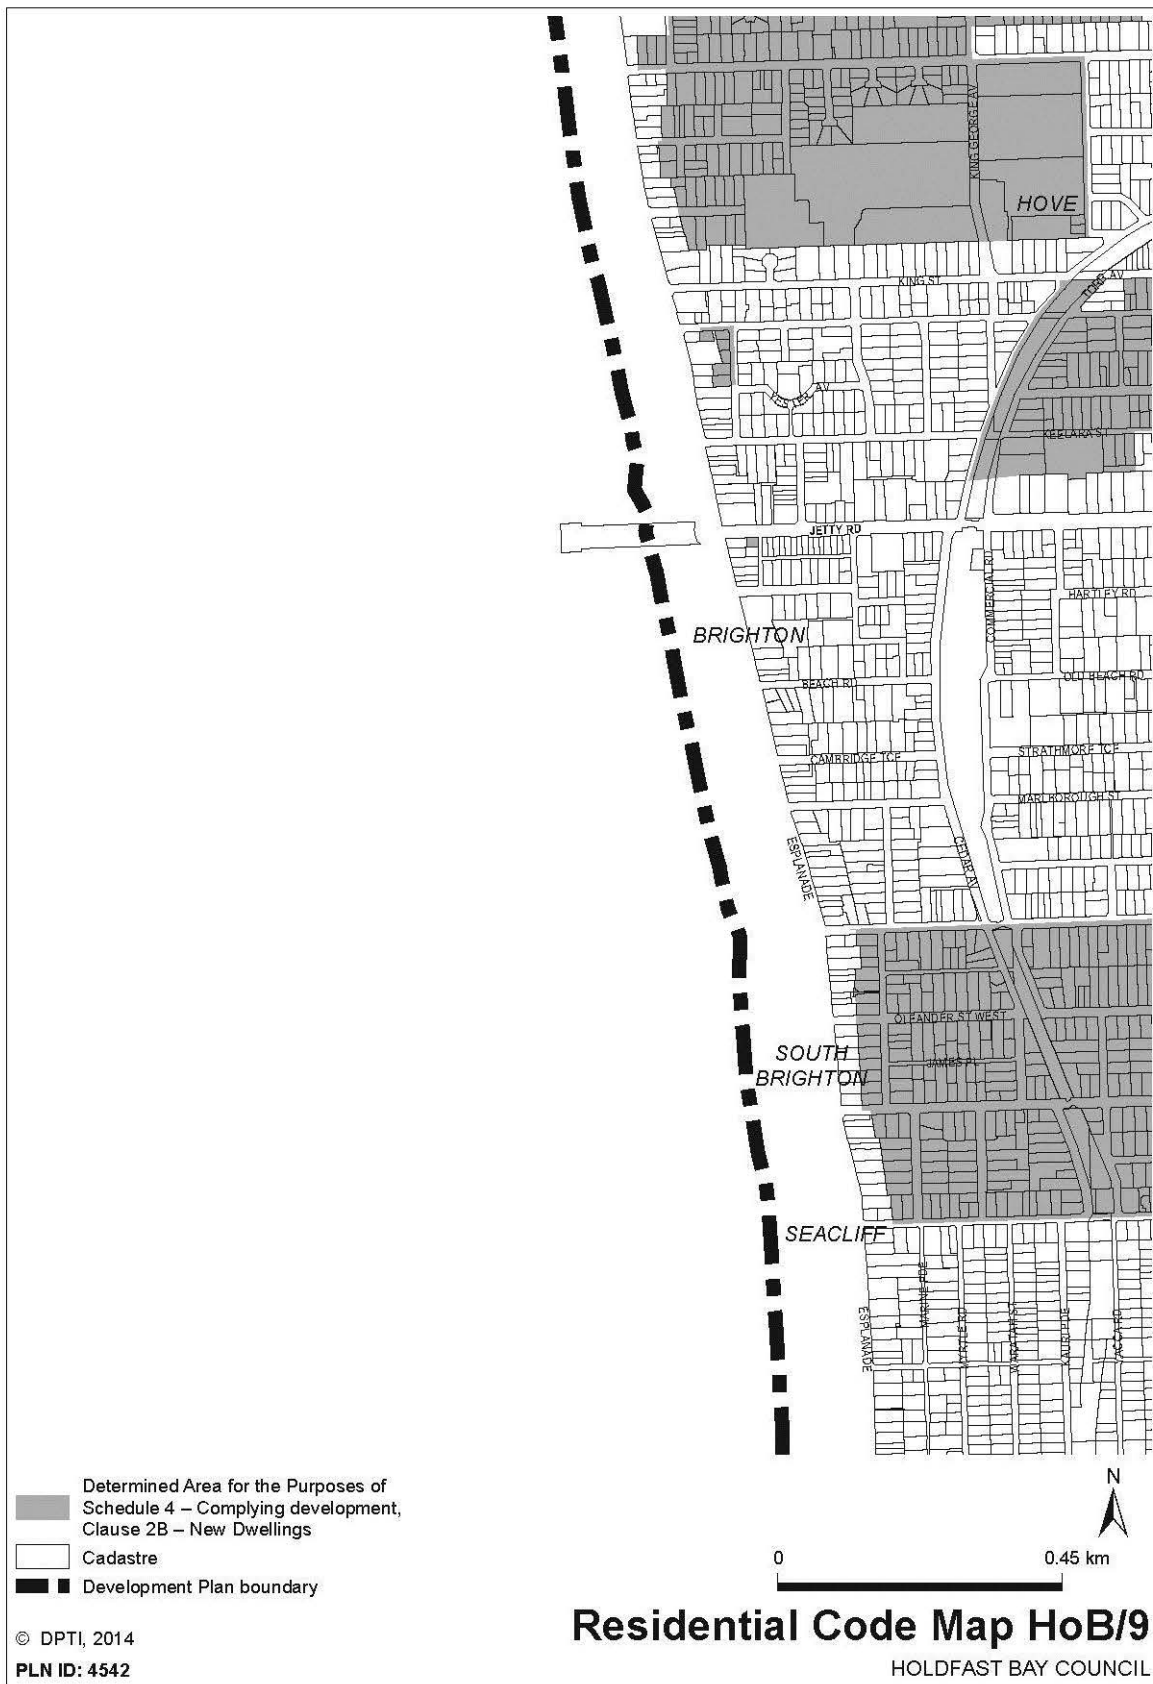 KING GEORGE AV
HOVE
KING ST
TORR AV
KEELARA ST
JETTY RD
COMMERCIAL RD
HARTLEY RD
BRIGHTON
BEACH RD
OLD BEACH RD
CAMBRIDGE TCE
STRATHMORE TCE
MARLBOROUGH ST
ESPLANADE
CEDAR AV
OLEANDER ST WEST
SOUTH
BRIGHTON
JAMES PL
SEACLIFF
ESPLANADE
MARINE PDE
MYRTLE RD
WARATAH ST
KAURI PDE
N
Determined Area for the Purposes of
Schedule 4 – Complying development,
Clause 2B – New Dwellings
Cadastre
Development Plan boundary
0 0.45 km
© DPTI, 2014
PLN ID: 4542
Residential Code Map HoB/9
HOLDFAST BAY COUNCIL